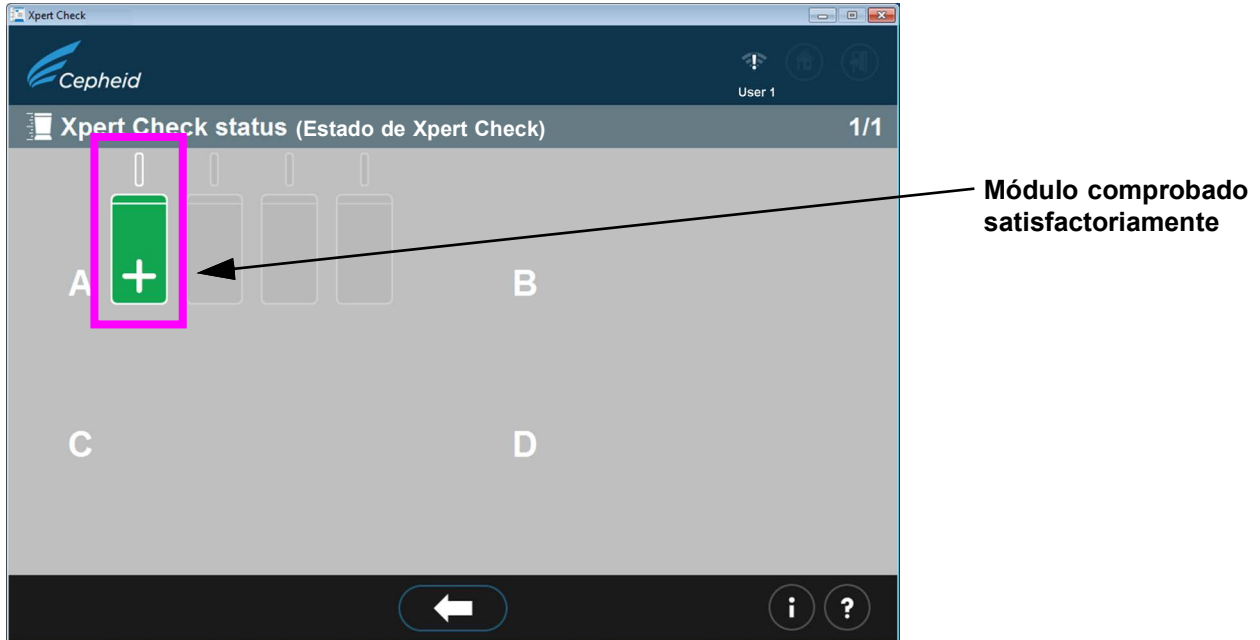 Xpert Check
Cepheid
User 1
Xpert Check status (Estado de Xpert Check) 1/1
Módulo comprobado
satisfactoriamente
A B
C D
i ?